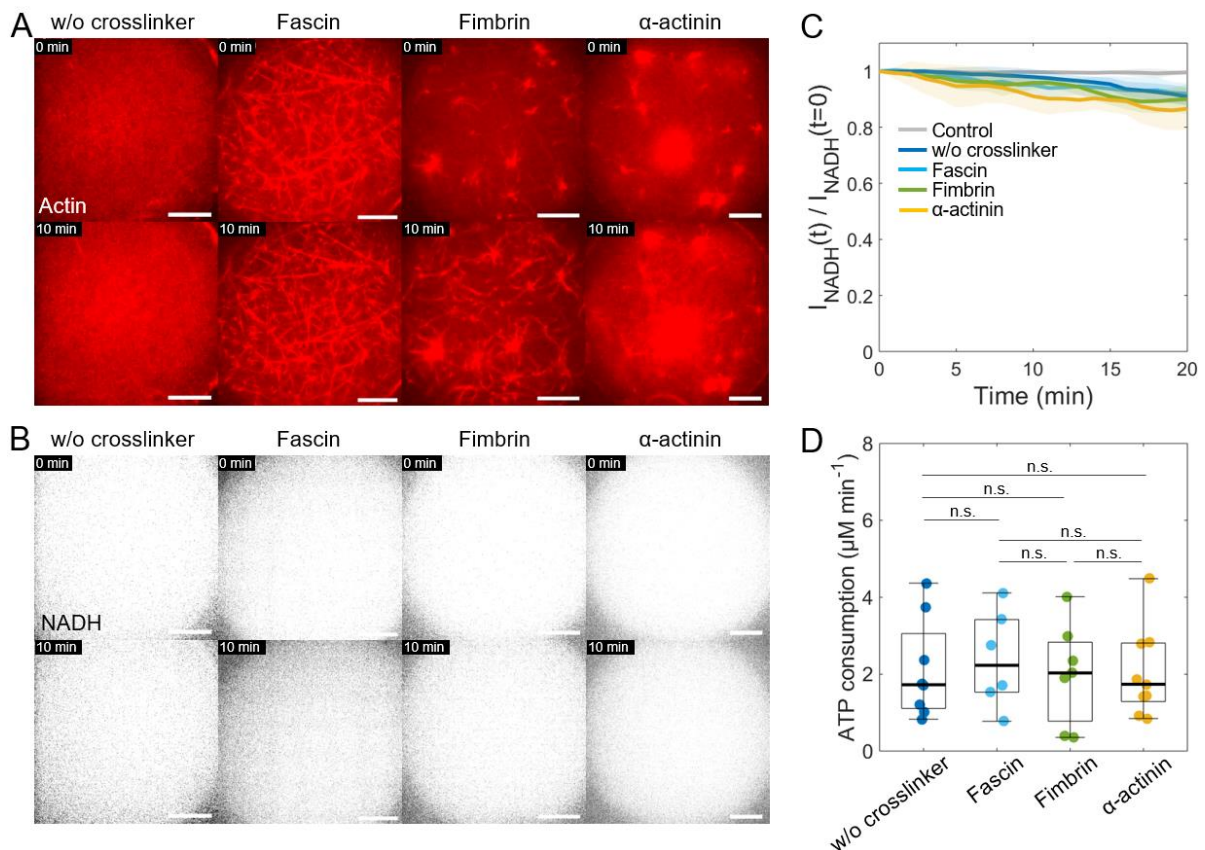 A
w/o crosslinker Fascin Fimbrin α-actinin
0 min 0 min 0 min 0 min
Actin
10 min 10 min 10 min 10 min
B
w/o crosslinker Fascin Fimbrin α-actinin
0 min 0 min 0 min 0 min
NADH
10 min 10 min 10 min 10 min
C
I_NADH(t) / I_NADH(t=0)
1
0.8
0.6
0.4
0.2
0
Control
w/o crosslinker
Fascin
Fimbrin
α-actinin
0 5 10 15 20
Time (min)
D
ATP consumption (µM min⁻¹)
8
6
4
2
0
n.s.
n.s.
n.s.
n.s.
n.s. n.s.
w/o crosslinker Fascin Fimbrin α-actinin